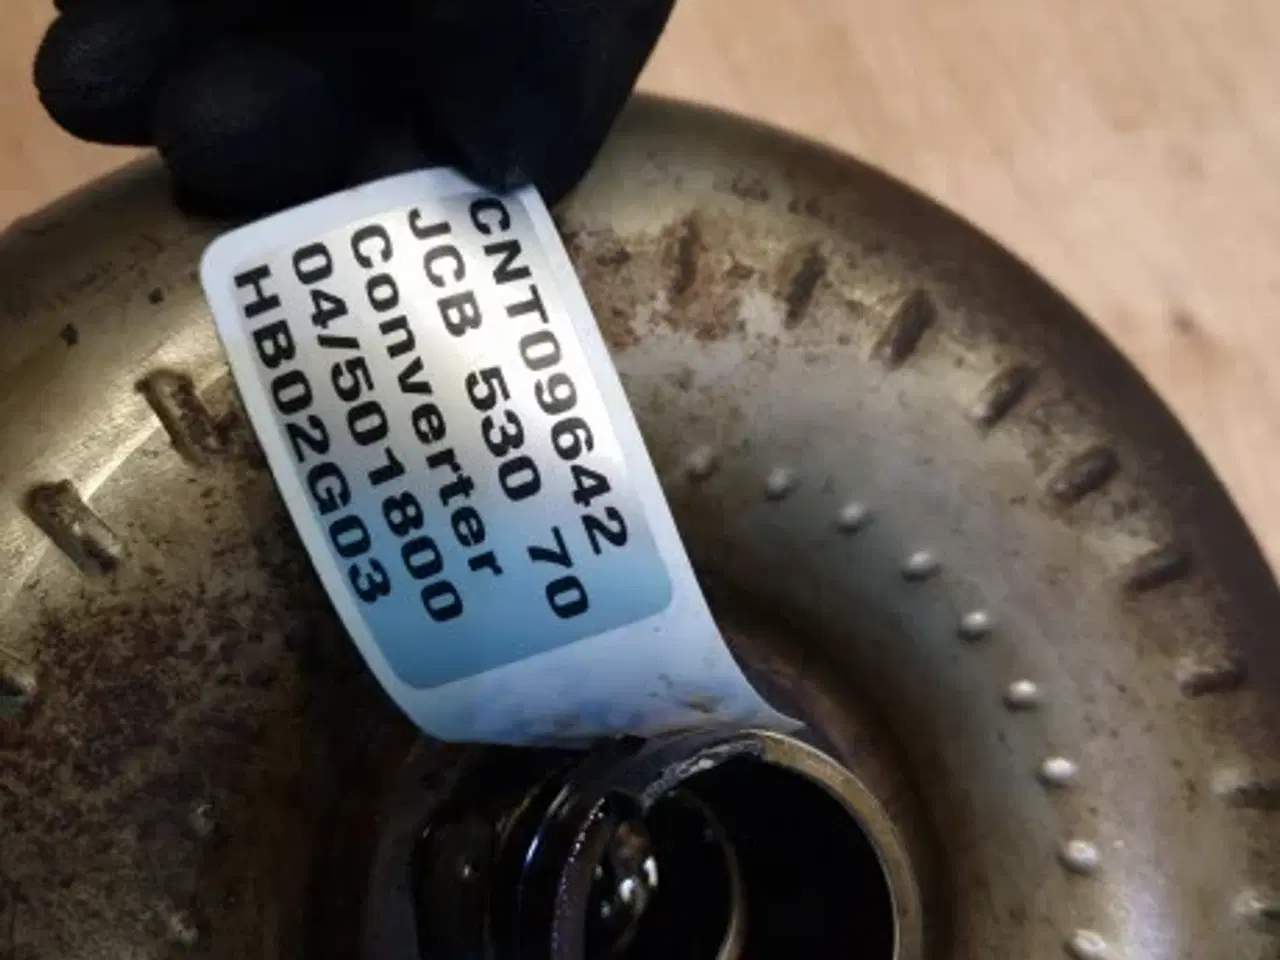 CNT09642
JCB 530 70
Converter
04/501800
HB02G03